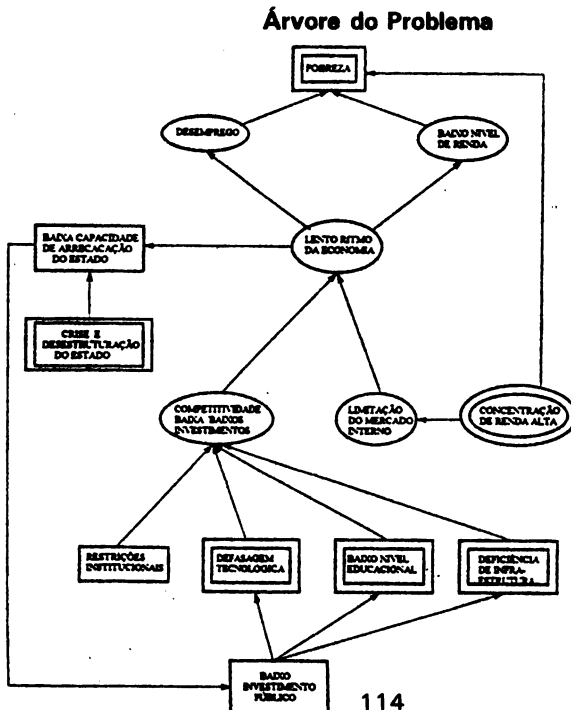 Árvore do Problema
POBREZA
DESEMPREGO
BAIXO NIVEL
DE RENDA
BAIXA CAPACIDADE
DE ARRECACAÇÃO
DO ESTADO
LENTO RITMO
DA ECONOMIA
CRISE E
DESESTRUTURAÇÃO
DO ESTADO
COMPETITIVIDADE
BAIXA BAIXOS
INVESTIMENTOS
LIMITAÇÃO
DO MERCADO
INTERNO
CONCENTRAÇÃO
DE RENDA ALTA
RESTRIÇÕES
INSTITUCIONAIS
DEFASAGEM
TECNOLOGICA
BAIXO NIVEL
EDUCACIONAL
DEFICIÊNCIA
DE INFRA-
ESTRUTURA
BAIXO
INVESTIMENTO
PÚBLICO
114